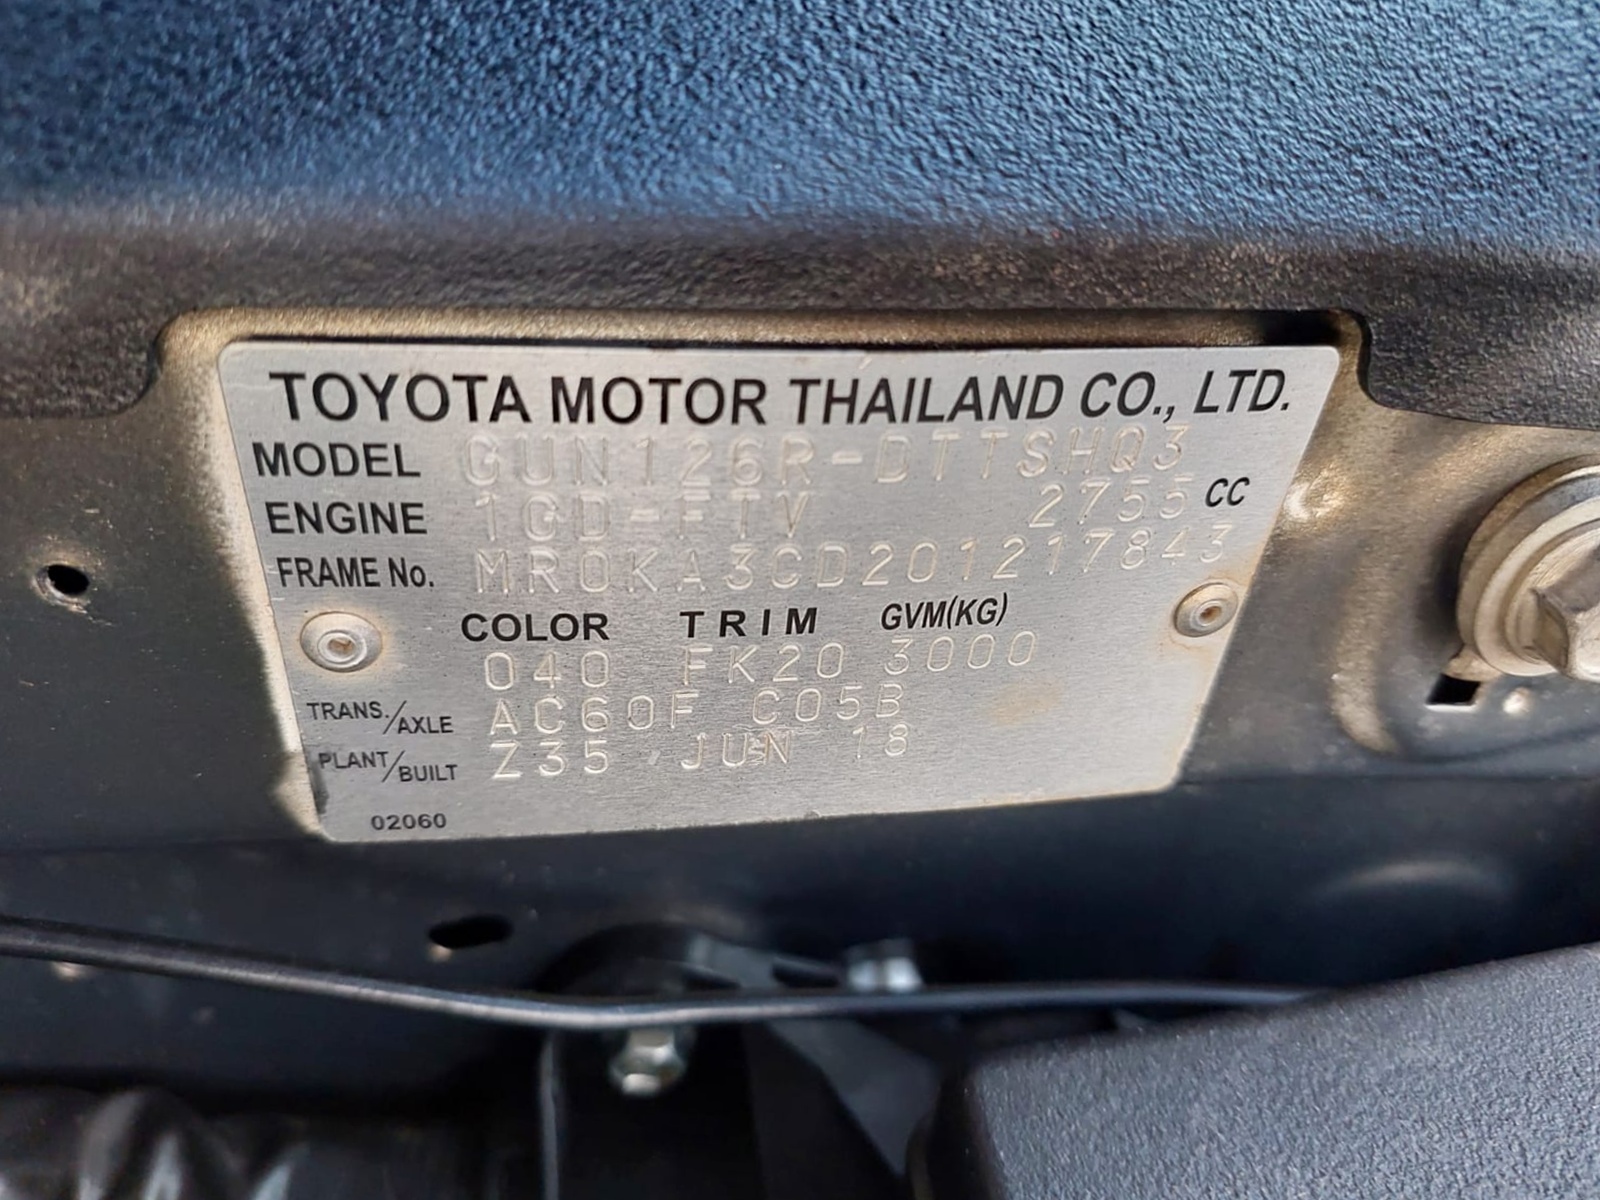 TOYOTA MOTOR THAILAND CO., LTD.
MODEL GUN126R-DTTSHQ3
ENGINE 1GD-FTV 2755 CC
FRAME No. MR0KA3CD201217843
COLOR TRIM GVM(KG)
040 FK20 3000
TRANS./AXLE AC60F C05B
PLANT/BUILT Z35 JUN 18
02060